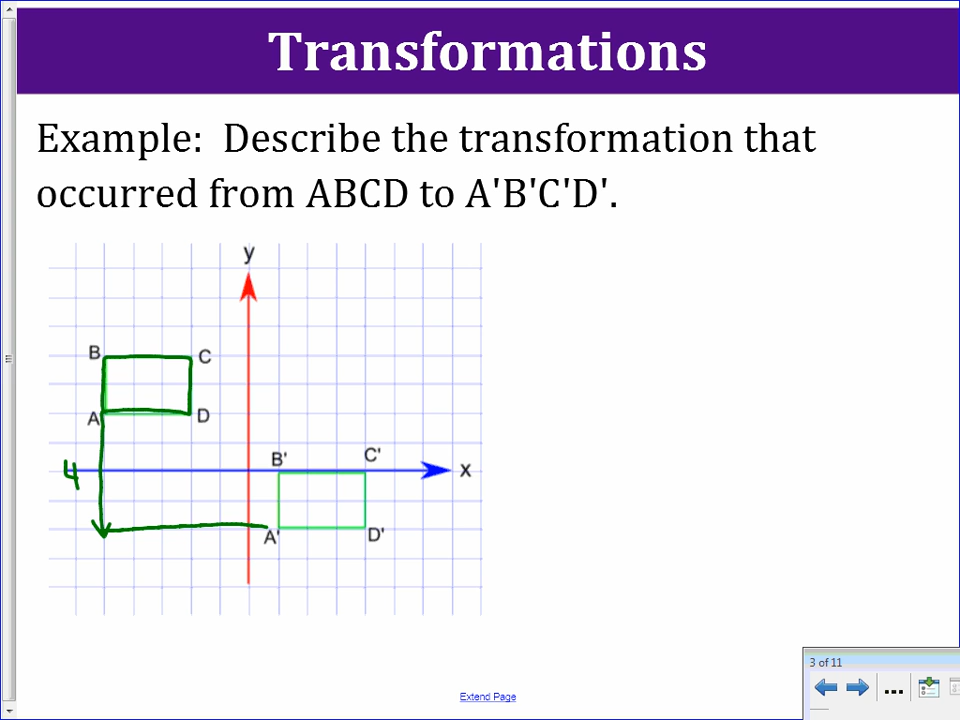 Transformations
Example: Describe the transformation that
occurred from ABCD to A'B'C'D'.
y
B
C
A
D
B'
C'
x
4
A'
D'
3 of 11
...
Extend Page